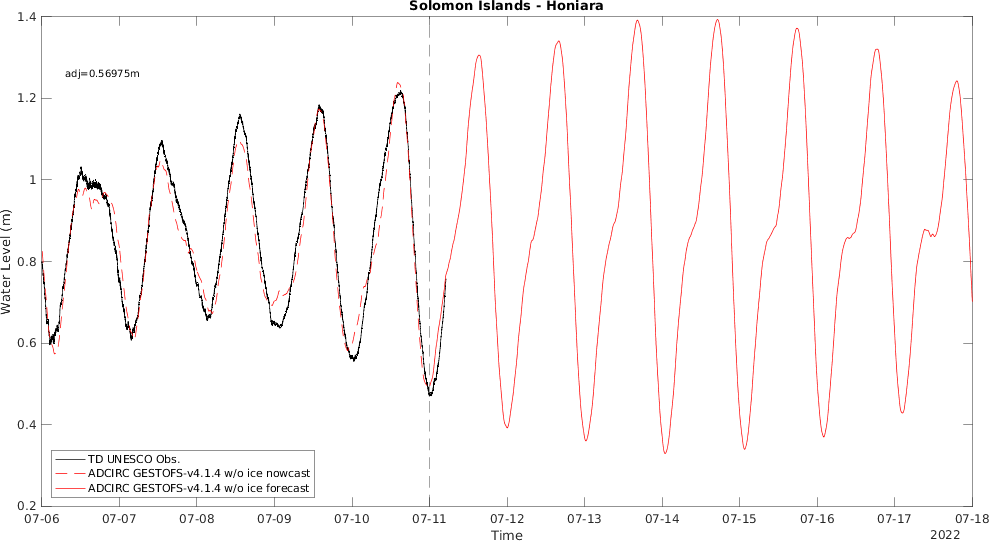 Solomon Islands - Honiara
1.4
1.2
1
0.8
0.6
0.4
0.2
Water Level (m)
adj=0.56975m
TD UNESCO Obs.
ADCIRC GESTOFS-v4.1.4 w/o ice nowcast
ADCIRC GESTOFS-v4.1.4 w/o ice forecast
07-06 07-07 07-08 07-09 07-10 07-11 07-12 07-13 07-14 07-15 07-16 07-17 07-18
Time
2022